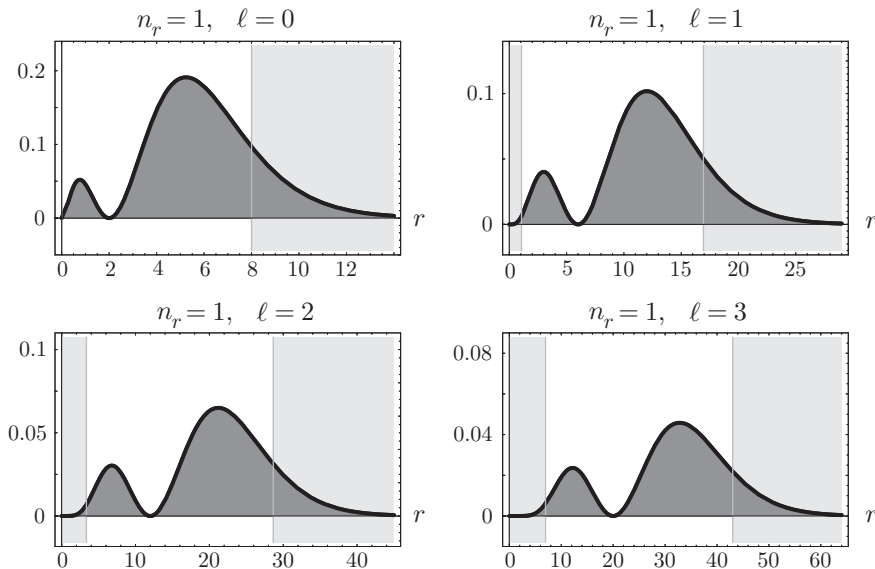 n_r = 1, ℓ = 0
0.2
0.1
0
0 2 4 6 8 10 12
r
n_r = 1, ℓ = 1
0.1
0
0 5 10 15 20 25
r
n_r = 1, ℓ = 2
0.1
0.05
0
0 10 20 30 40
r
n_r = 1, ℓ = 3
0.08
0.04
0
0 10 20 30 40 50 60
r